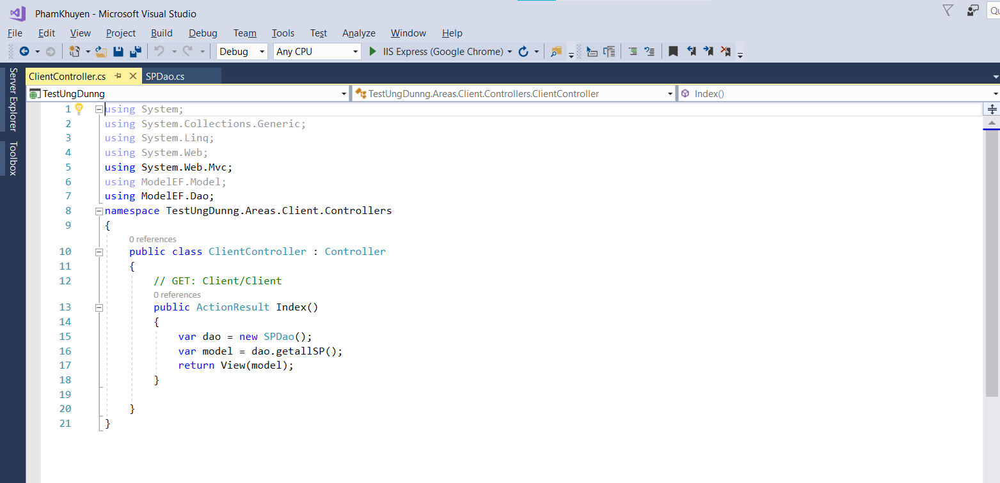 PhamKhuyen - Microsoft Visual Studio
Qu
File Edit View Project Build Debug Team Tools Test Analyze Window Help
Debug Any CPU IIS Express (Google Chrome)
Server Explorer
Toolbox
ClientController.cs SPDao.cs
TestUngDunng TestUngDunng.Areas.Client.Controllers.ClientController Index()
1 using System;
2 using System.Collections.Generic;
3 using System.Linq;
4 using System.Web;
5 using System.Web.Mvc;
6 using ModelEF.Model;
7 using ModelEF.Dao;
8 namespace TestUngDunng.Areas.Client.Controllers
9 {
0 references
10 public class ClientController : Controller
11 {
12 // GET: Client/Client
0 references
13 public ActionResult Index()
14 {
15 var dao = new SPDao();
16 var model = dao.getallSP();
17 return View(model);
18 }
19
20 }
21 }